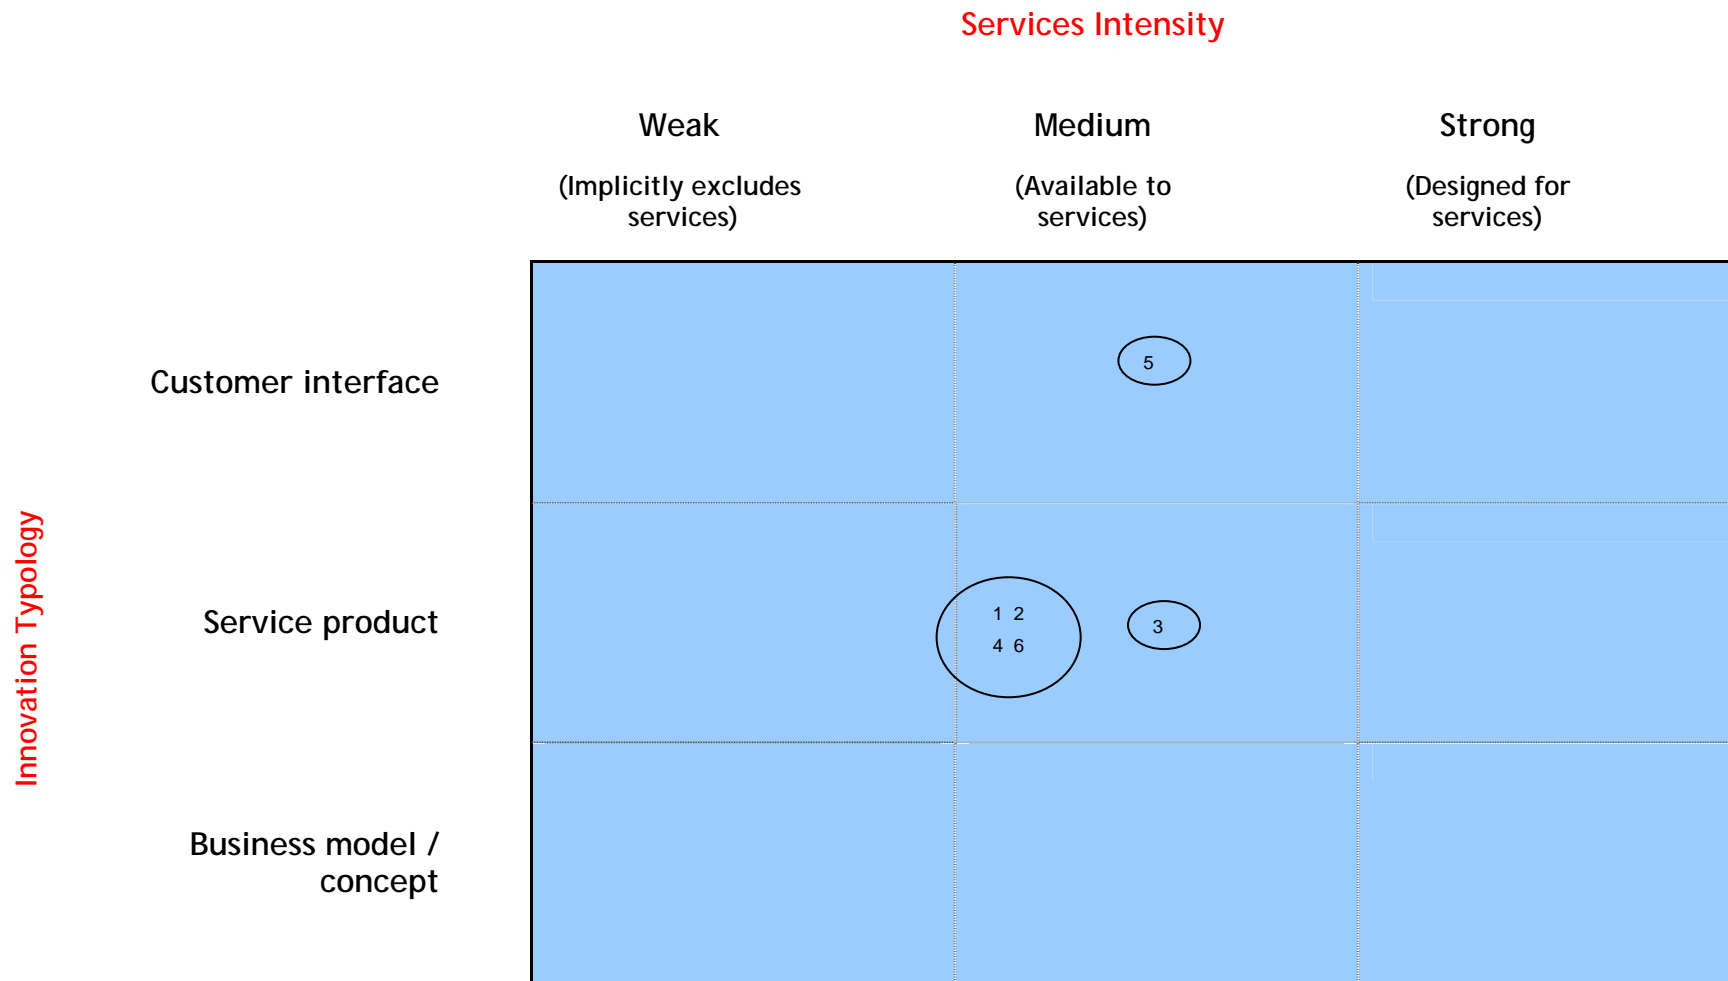 Services Intensity
Weak
Medium
Strong
(Implicitly excludes
services)
(Available to
services)
(Designed for
services)
Customer interface
5
Innovation Typology
Service product
1 2
4 6
3
Business model /
concept